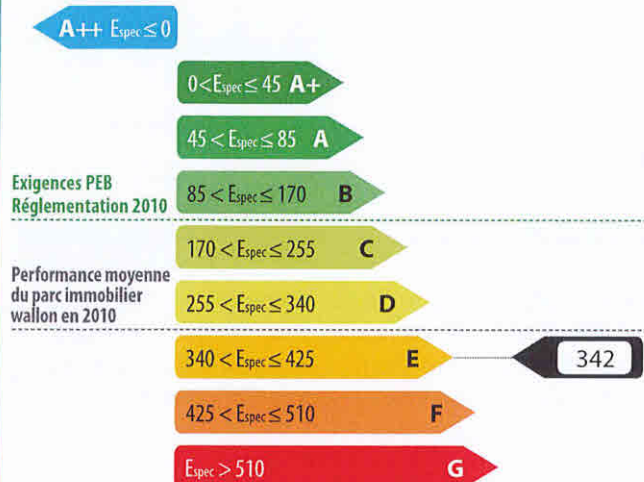 A++ Espec ≤ 0
0 < Espec ≤ 45 A+
45 < Espec ≤ 85 A
Exigences PEB
Réglementation 2010
85 < Espec ≤ 170 B
170 < Espec ≤ 255 C
Performance moyenne
du parc immobilier
wallon en 2010
255 < Espec ≤ 340 D
340 < Espec ≤ 425 E
342
425 < Espec ≤ 510 F
Espec > 510 G